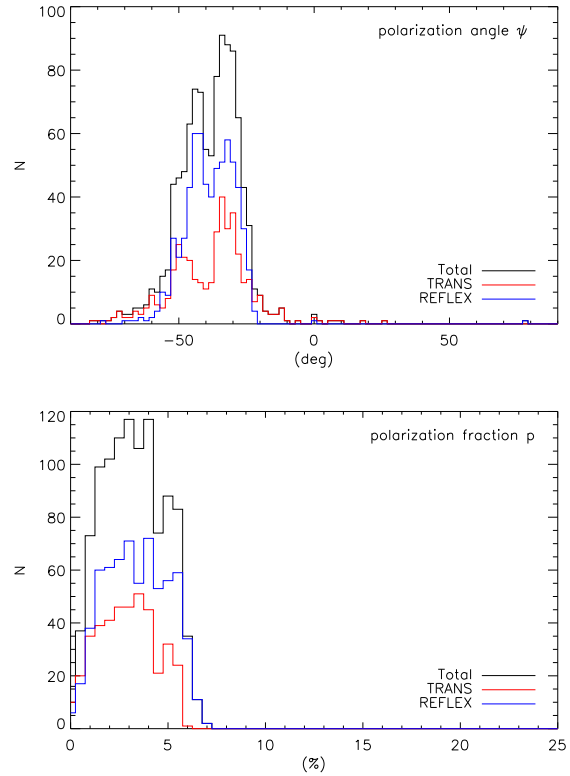 100
polarization angle ψ
80
60
N
40
20
Total
TRANS
REFLEX
0
−50 0 50
(deg)
120
polarization fraction p
100
80
60
N
40
Total
20
TRANS
REFLEX
0
0 5 10 15 20 25
(%)